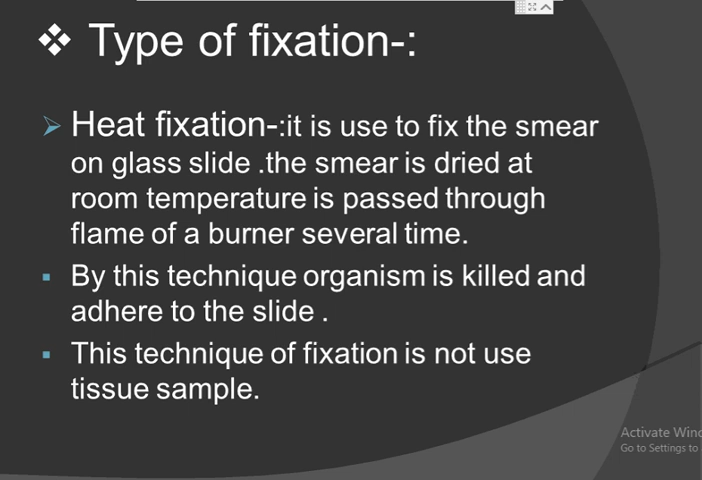 Type of fixation-:
Heat fixation-:it is use to fix the smear
on glass slide .the smear is dried at
room temperature is passed through
flame of a burner several time.
By this technique organism is killed and
adhere to the slide .
This technique of fixation is not use
tissue sample.
Activate Wind
Go to Settings to